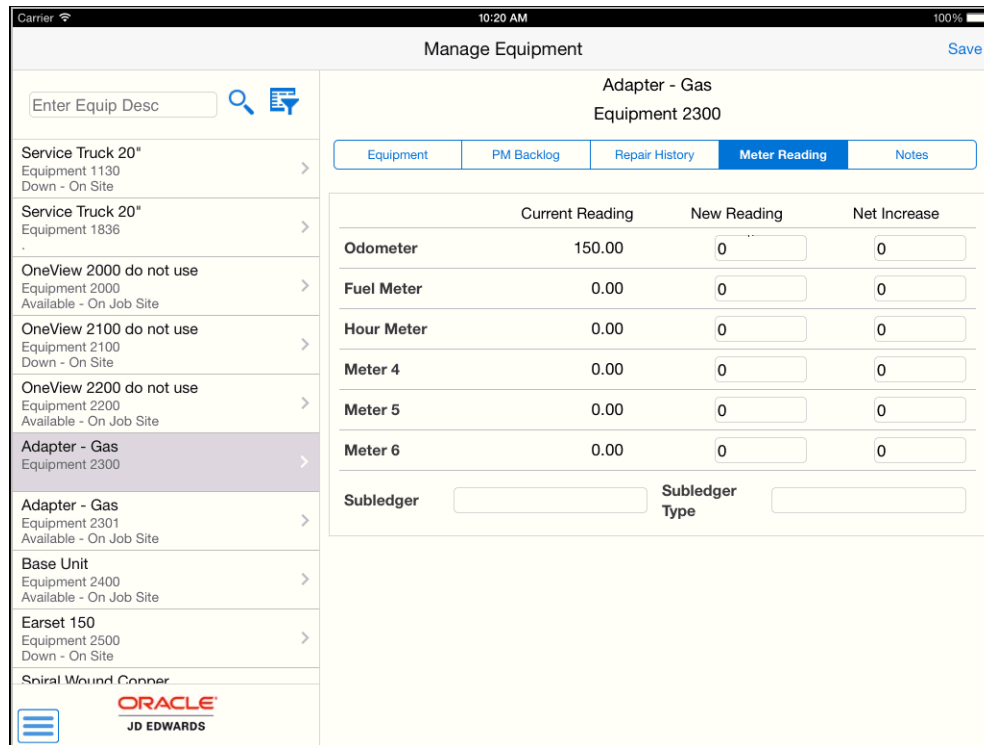 Carrier 10:20 AM 100%
Manage Equipment Save
Enter Equip Desc
Service Truck 20"
Equipment 1130
Down - On Site
Service Truck 20"
Equipment 1836
.
OneView 2000 do not use
Equipment 2000
Available - On Job Site
OneView 2100 do not use
Equipment 2100
Down - On Site
OneView 2200 do not use
Equipment 2200
Available - On Job Site
Adapter - Gas
Equipment 2300
Adapter - Gas
Equipment 2301
Available - On Job Site
Base Unit
Equipment 2400
Available - On Job Site
Earset 150
Equipment 2500
Down - On Site
Spiral Wound Copper
ORACLE
JD EDWARDS
Adapter - Gas
Equipment 2300
Equipment PM Backlog Repair History Meter Reading Notes
Current Reading New Reading Net Increase
Odometer 150.00 0 0
Fuel Meter 0.00 0 0
Hour Meter 0.00 0 0
Meter 4 0.00 0 0
Meter 5 0.00 0 0
Meter 6 0.00 0 0
Subledger Subledger
Type